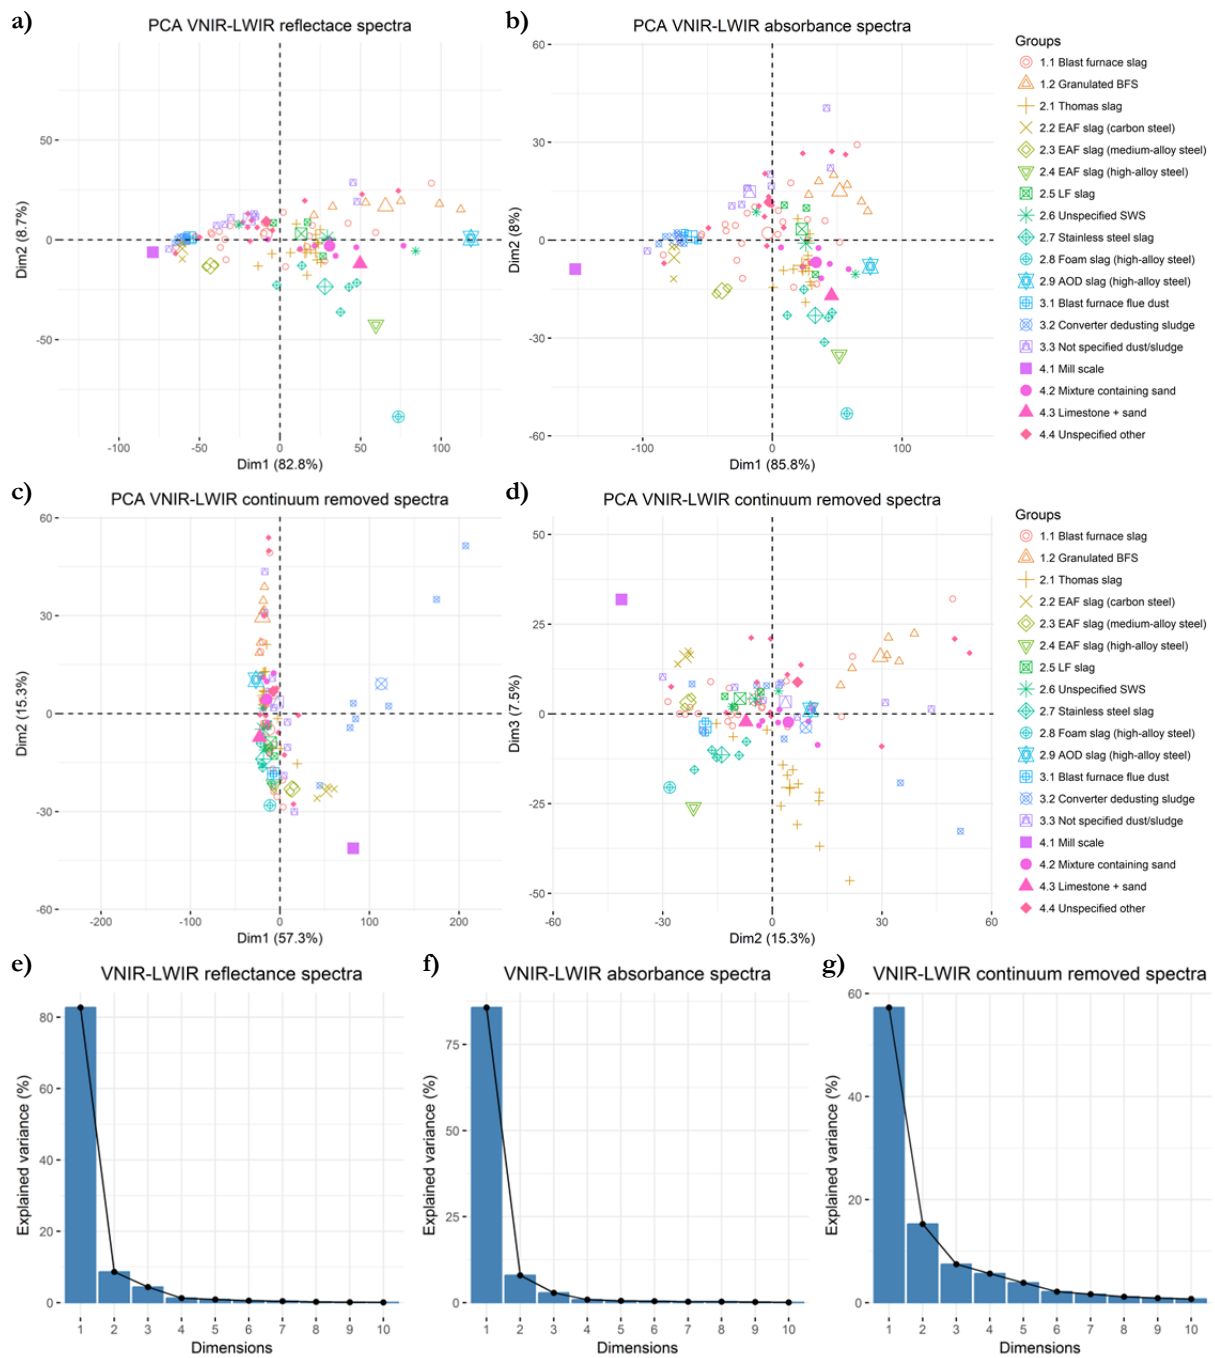 a)
PCA VNIR-LWIR reflectace spectra
50
0
-50
Dim2 (8.7%)
-100
-50
0
50
100
Dim1 (82.8%)
b)
PCA VNIR-LWIR absorbance spectra
60
30
0
-30
-60
Dim2 (8%)
-100
0
100
Dim1 (85.8%)
Groups
1.1 Blast furnace slag
1.2 Granulated BFS
2.1 Thomas slag
2.2 EAF slag (carbon steel)
2.3 EAF slag (medium-alloy steel)
2.4 EAF slag (high-alloy steel)
2.5 LF slag
2.6 Unspecified SWS
2.7 Stainless steel slag
2.8 Foam slag (high-alloy steel)
2.9 AOD slag (high-alloy steel)
3.1 Blast furnace flue dust
3.2 Converter dedusting sludge
3.3 Not specified dust/sludge
4.1 Mill scale
4.2 Mixture containing sand
4.3 Limestone + sand
4.4 Unspecified other
c)
PCA VNIR-LWIR continuum removed spectra
60
30
0
-30
-60
Dim2 (15.3%)
-200
-100
0
100
200
Dim1 (57.3%)
d)
PCA VNIR-LWIR continuum removed spectra
50
25
0
-25
-50
Dim3 (7.5%)
-60
-30
0
30
60
Dim2 (15.3%)
Groups
1.1 Blast furnace slag
1.2 Granulated BFS
2.1 Thomas slag
2.2 EAF slag (carbon steel)
2.3 EAF slag (medium-alloy steel)
2.4 EAF slag (high-alloy steel)
2.5 LF slag
2.6 Unspecified SWS
2.7 Stainless steel slag
2.8 Foam slag (high-alloy steel)
2.9 AOD slag (high-alloy steel)
3.1 Blast furnace flue dust
3.2 Converter dedusting sludge
3.3 Not specified dust/sludge
4.1 Mill scale
4.2 Mixture containing sand
4.3 Limestone + sand
4.4 Unspecified other
e)
VNIR-LWIR reflectance spectra
80
60
40
20
0
Explained variance (%)
1 2 3 4 5 6 7 8 9 10
Dimensions
f)
VNIR-LWIR absorbance spectra
75
50
25
0
Explained variance (%)
1 2 3 4 5 6 7 8 9 10
Dimensions
g)
VNIR-LWIR continuum removed spectra
60
40
20
0
Explained variance (%)
1 2 3 4 5 6 7 8 9 10
Dimensions